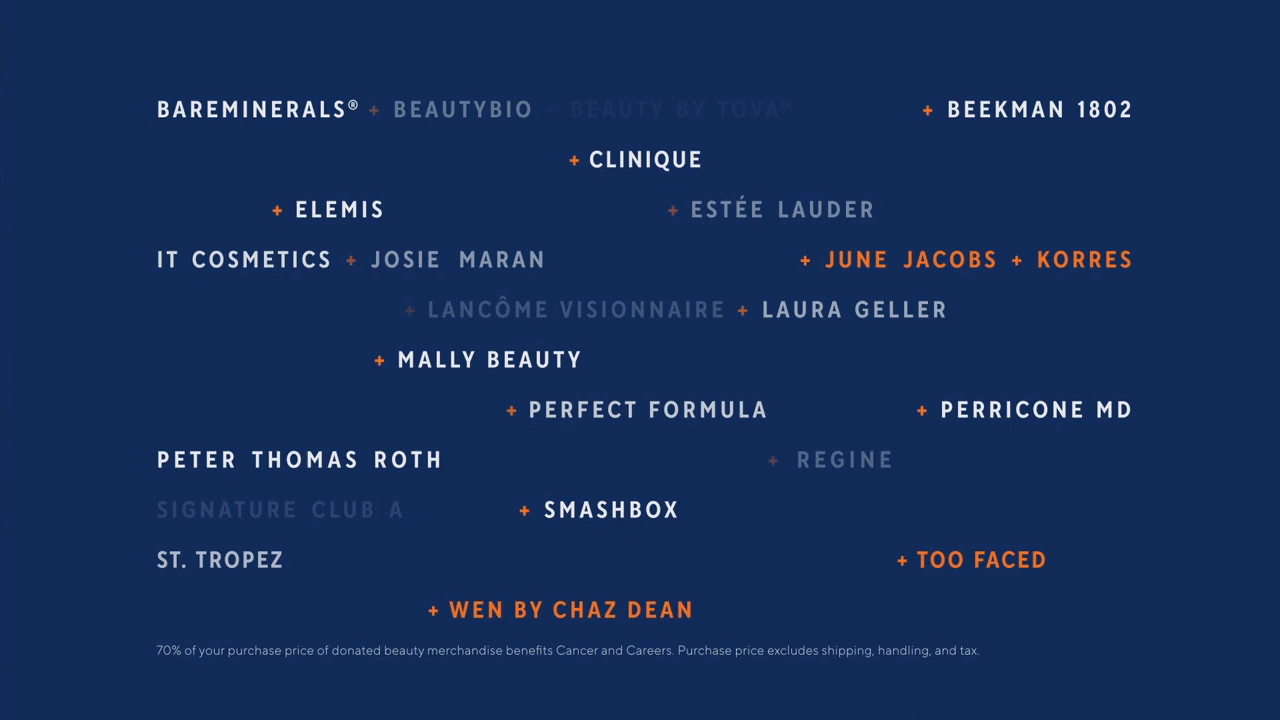 BAREMINERALS® + BEAUTYBIO + BEAUTY BY TOVA® + BEEKMAN 1802
+ CLINIQUE
+ ELEMIS + ESTÉE LAUDER
IT COSMETICS + JOSIE MARAN + JUNE JACOBS + KORRES
+ LANCÔME VISIONNAIRE + LAURA GELLER
+ MALLY BEAUTY
+ PERFECT FORMULA + PERRICONE MD
PETER THOMAS ROTH + REGINE
SIGNATURE CLUB A + SMASHBOX
ST. TROPEZ + TOO FACED
+ WEN BY CHAZ DEAN
70% of your purchase price of donated beauty merchandise benefits Cancer and Careers. Purchase price excludes shipping, handling, and tax.